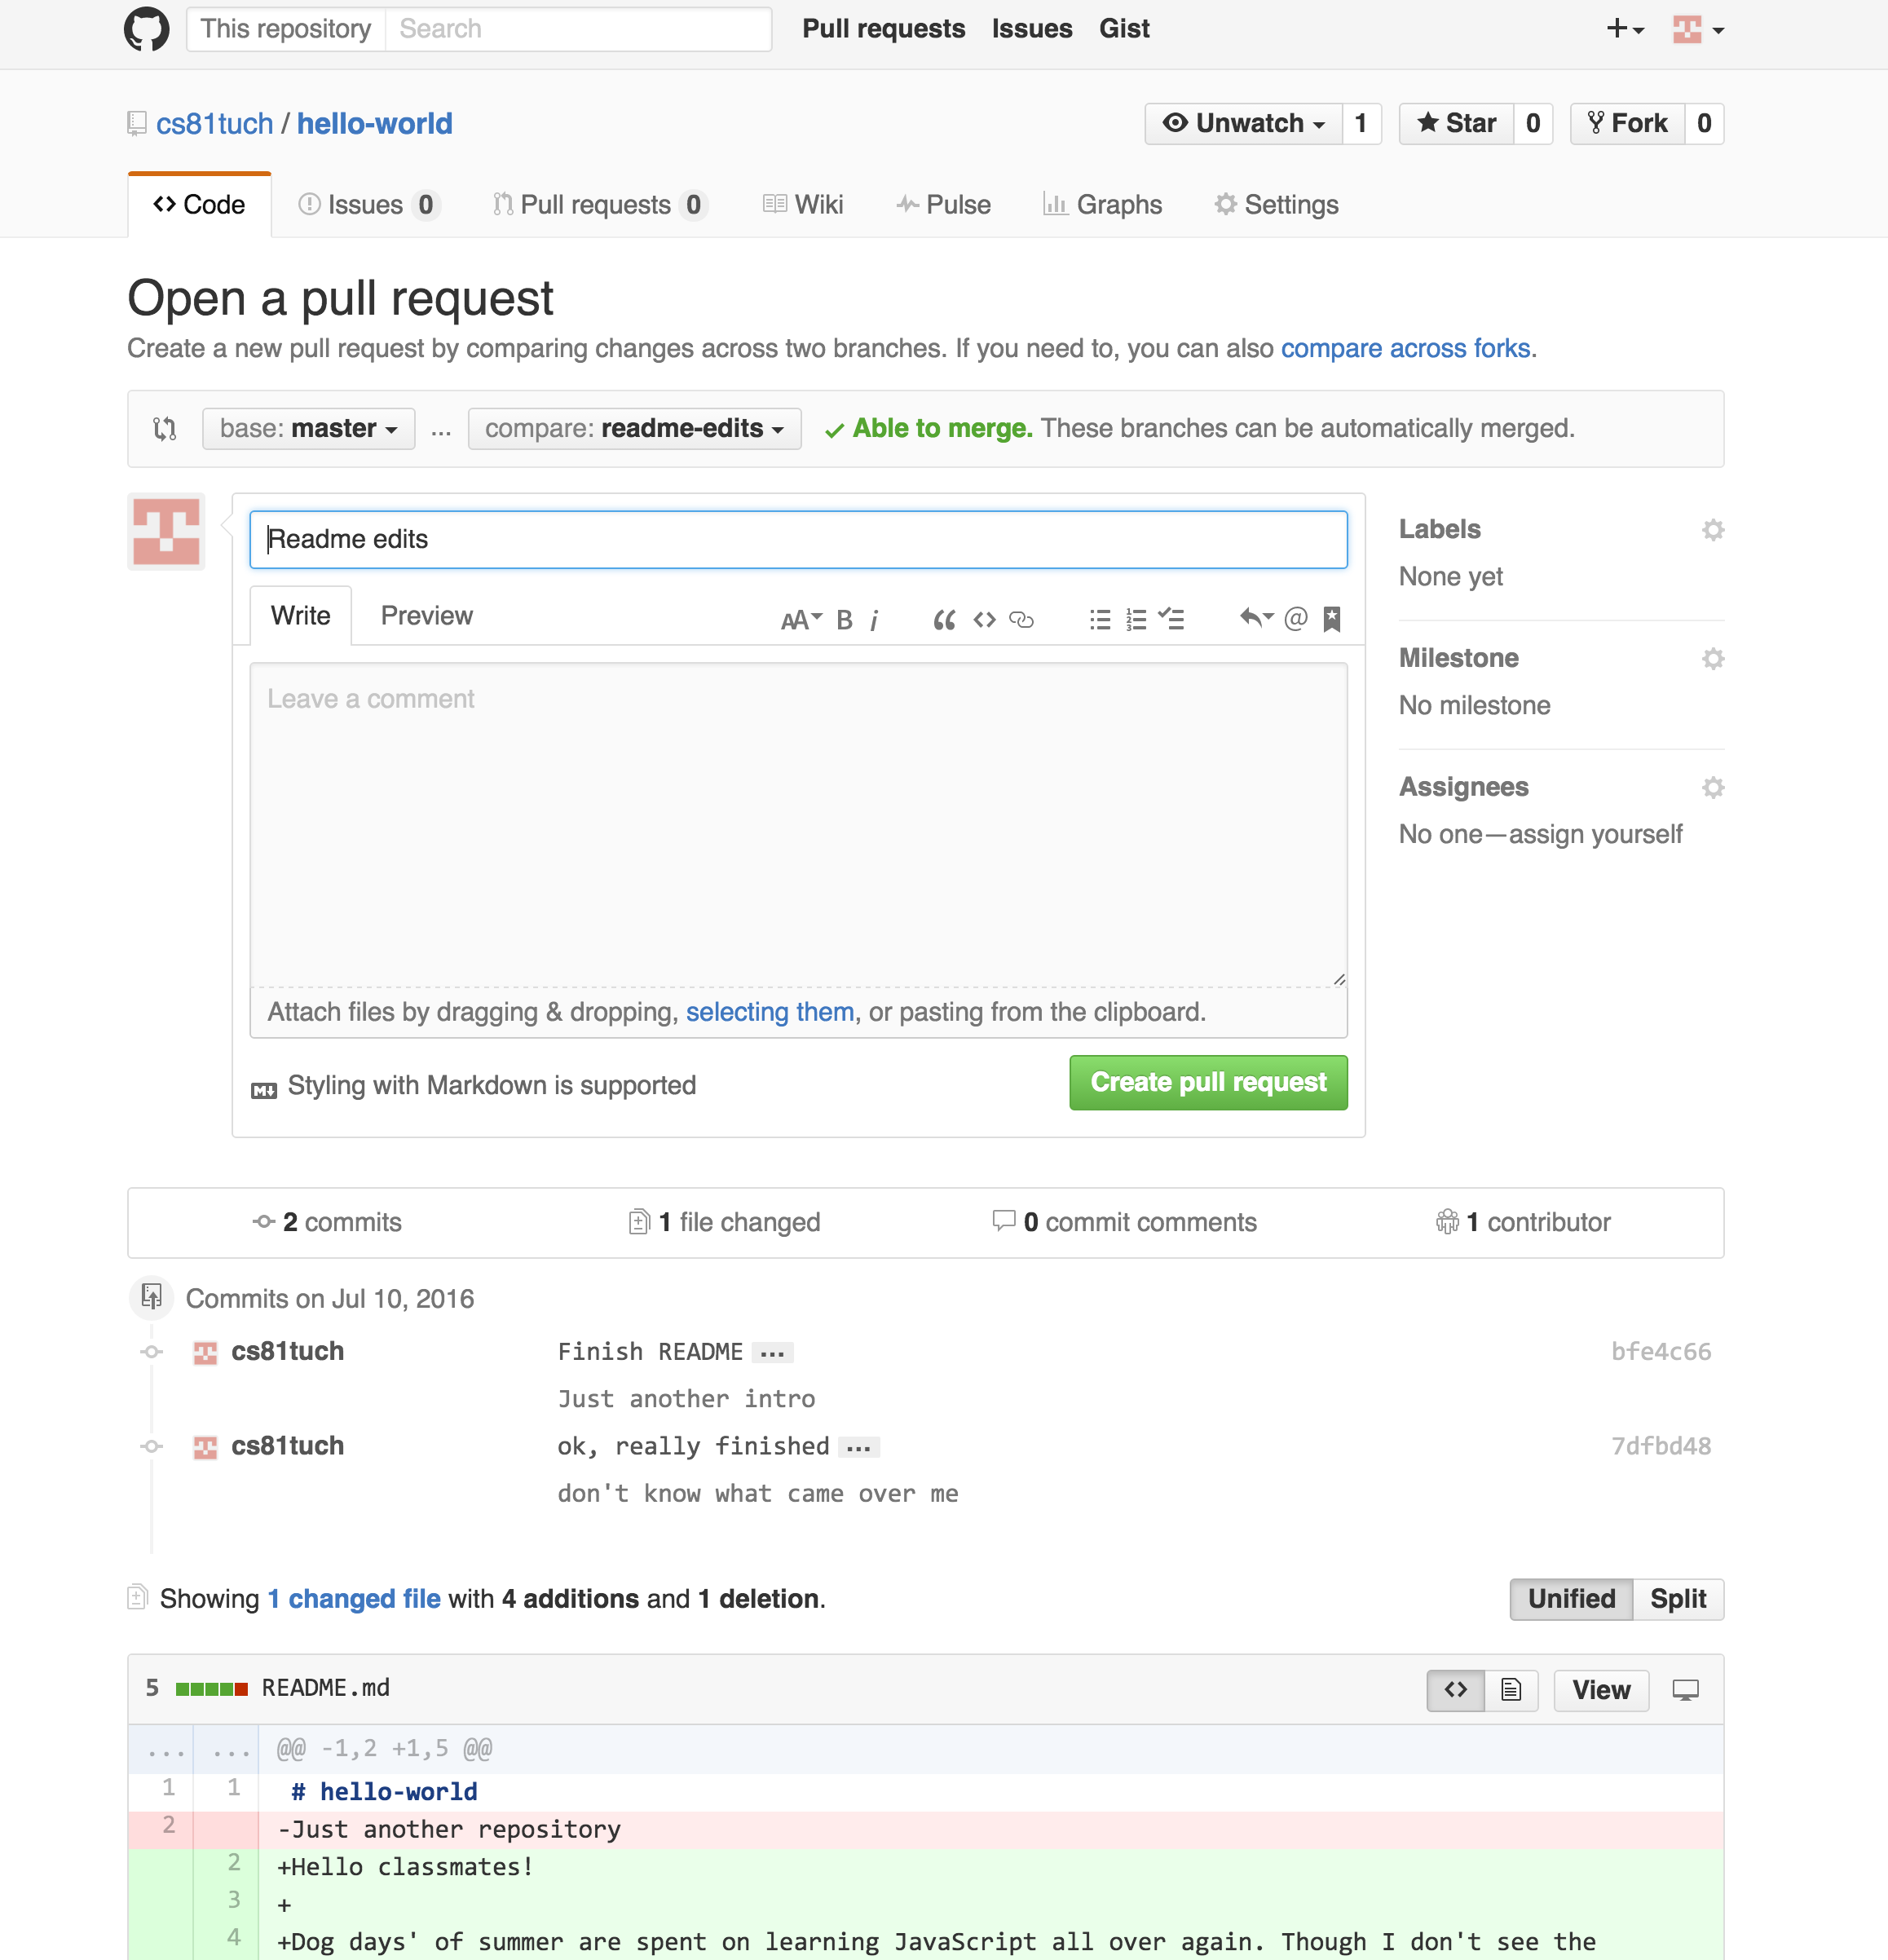 This repository Search Pull requests Issues Gist
cs81tuch / hello-world Unwatch 1 Star 0 Fork 0
Code Issues 0 Pull requests 0 Wiki Pulse Graphs Settings
Open a pull request
Create a new pull request by comparing changes across two branches. If you need to, you can also compare across forks.
base: master ... compare: readme-edits Able to merge. These branches can be automatically merged.
Readme edits
Write Preview AA B i
Leave a comment
Attach files by dragging & dropping, selecting them, or pasting from the clipboard.
Styling with Markdown is supported Create pull request
Labels
None yet
Milestone
No milestone
Assignees
No one—assign yourself
2 commits 1 file changed 0 commit comments 1 contributor
Commits on Jul 10, 2016
cs81tuch Finish README ... bfe4c66
Just another intro
cs81tuch ok, really finished ... 7dfbd48
don't know what came over me
Showing 1 changed file with 4 additions and 1 deletion. Unified Split
5 README.md <> View
... ... @@ -1,2 +1,5 @@
1 1 # hello-world
2 -Just another repository
2 +Hello classmates!
3 +
4 +Dog days' of summer are spent on learning JavaScript all over again. Though I don't see the